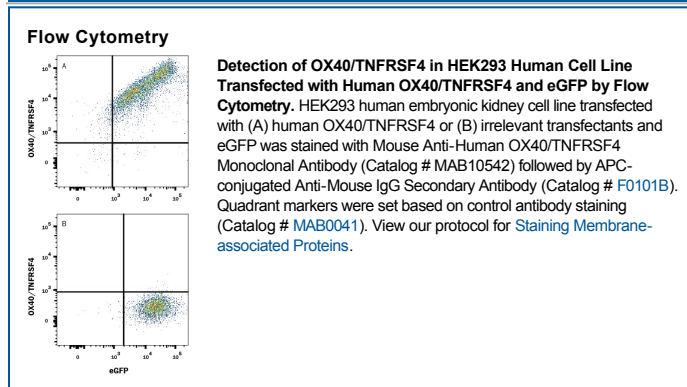 Flow Cytometry
A
OX40/TNFRSF4
10⁵
10⁴
10³
0
0 10³ 10⁴ 10⁵
B
OX40/TNFRSF4
10⁵
10⁴
10³
0
0 10³ 10⁴ 10⁵
eGFP
Detection of OX40/TNFRSF4 in HEK293 Human Cell Line
Transfected with Human OX40/TNFRSF4 and eGFP by Flow
Cytometry. HEK293 human embryonic kidney cell line transfected
with (A) human OX40/TNFRSF4 or (B) irrelevant transfectants and
eGFP was stained with Mouse Anti-Human OX40/TNFRSF4
Monoclonal Antibody (Catalog # MAB10542) followed by APC-
conjugated Anti-Mouse IgG Secondary Antibody (Catalog # F0101B).
Quadrant markers were set based on control antibody staining
(Catalog # MAB0041). View our protocol for Staining Membrane-
associated Proteins.